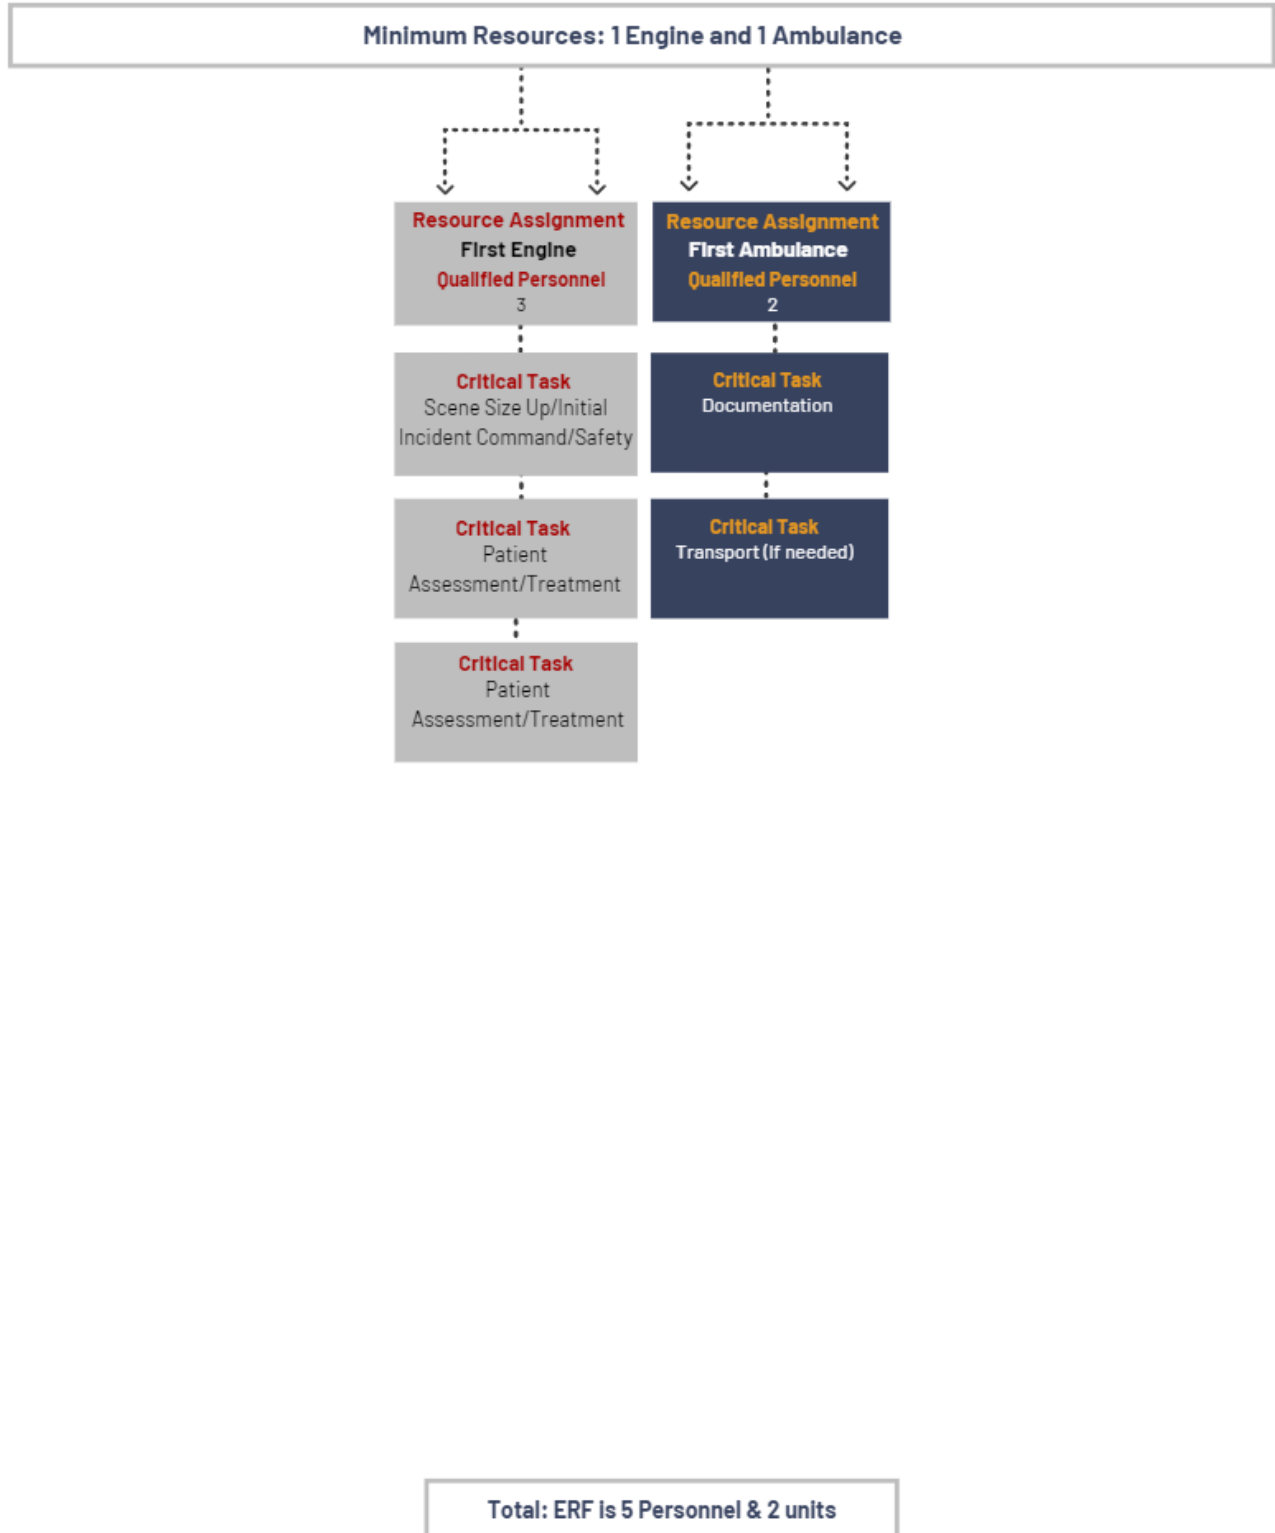 Minimum Resources: 1 Engine and 1 Ambulance
Resource Assignment
First Engine
Qualified Personnel
3
Critical Task
Scene Size Up/Initial
Incident Command/Safety
Critical Task
Patient
Assessment/Treatment
Critical Task
Patient
Assessment/Treatment
Resource Assignment
First Ambulance
Qualified Personnel
2
Critical Task
Documentation
Critical Task
Transport (if needed)
Total: ERF is 5 Personnel & 2 units